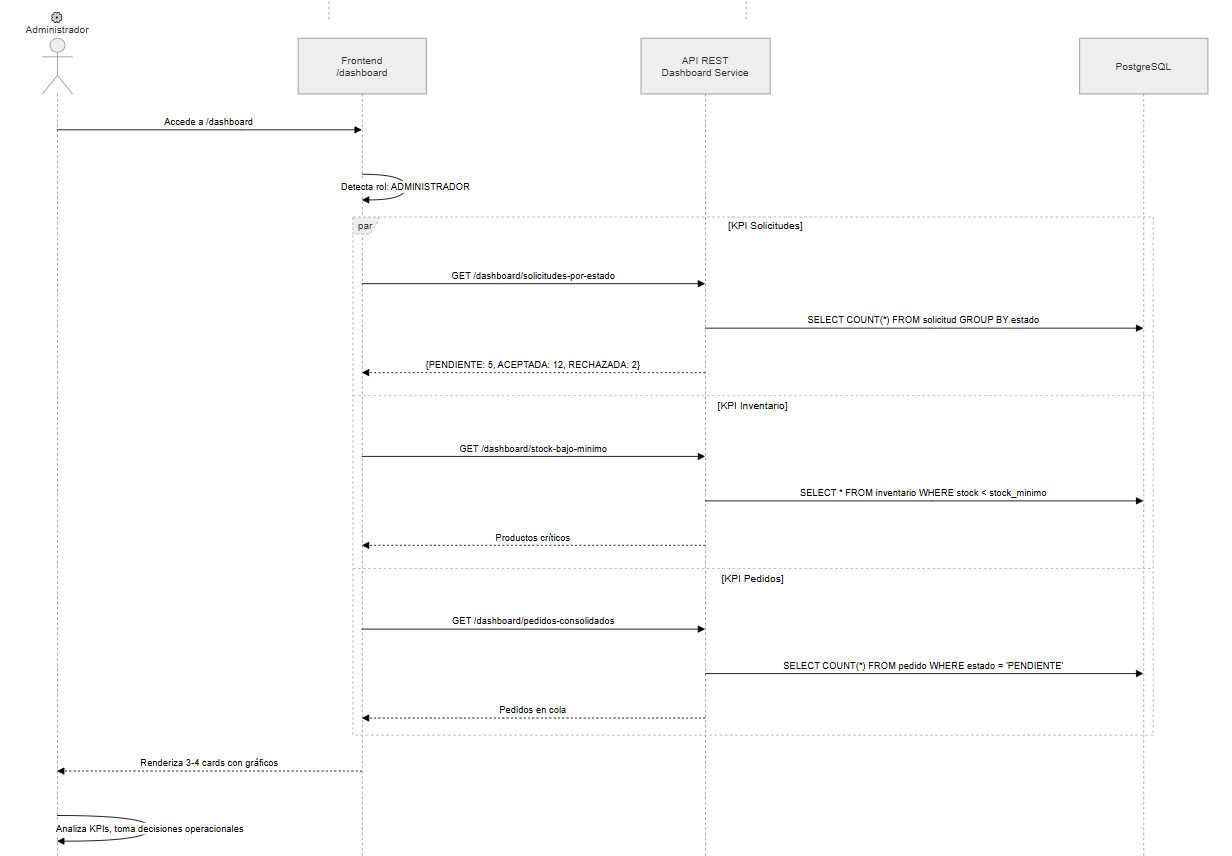 Administrador
Frontend
/dashboard
API REST
Dashboard Service
PostgreSQL
Accede a /dashboard
Detecta rol: ADMINISTRADOR
par
[KPI Solicitudes]
GET /dashboard/solicitudes-por-estado
SELECT COUNT(*) FROM solicitud GROUP BY estado
{PENDIENTE: 5, ACEPTADA: 12, RECHAZADA: 2}
[KPI Inventario]
GET /dashboard/stock-bajo-minimo
SELECT * FROM inventario WHERE stock < stock_minimo
Productos críticos
[KPI Pedidos]
GET /dashboard/pedidos-consolidados
SELECT COUNT(*) FROM pedido WHERE estado = 'PENDIENTE'
Pedidos en cola
Renderiza 3-4 cards con gráficos
Analiza KPIs, toma decisiones operacionales